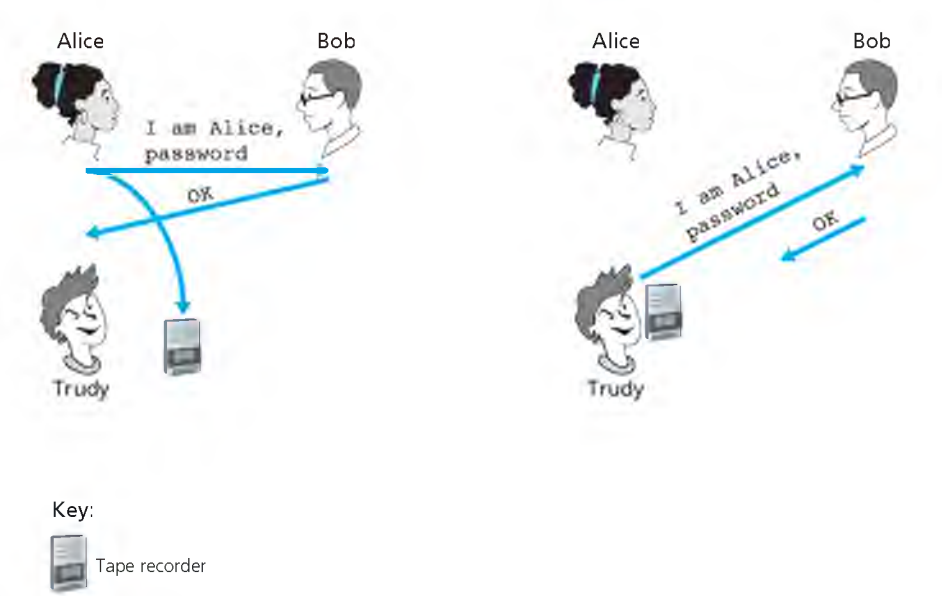 Alice
Bob
I am Alice,
password
OK
Trudy
Alice
Bob
I am Alice,
password
OK
Trudy
Key:
Tape recorder